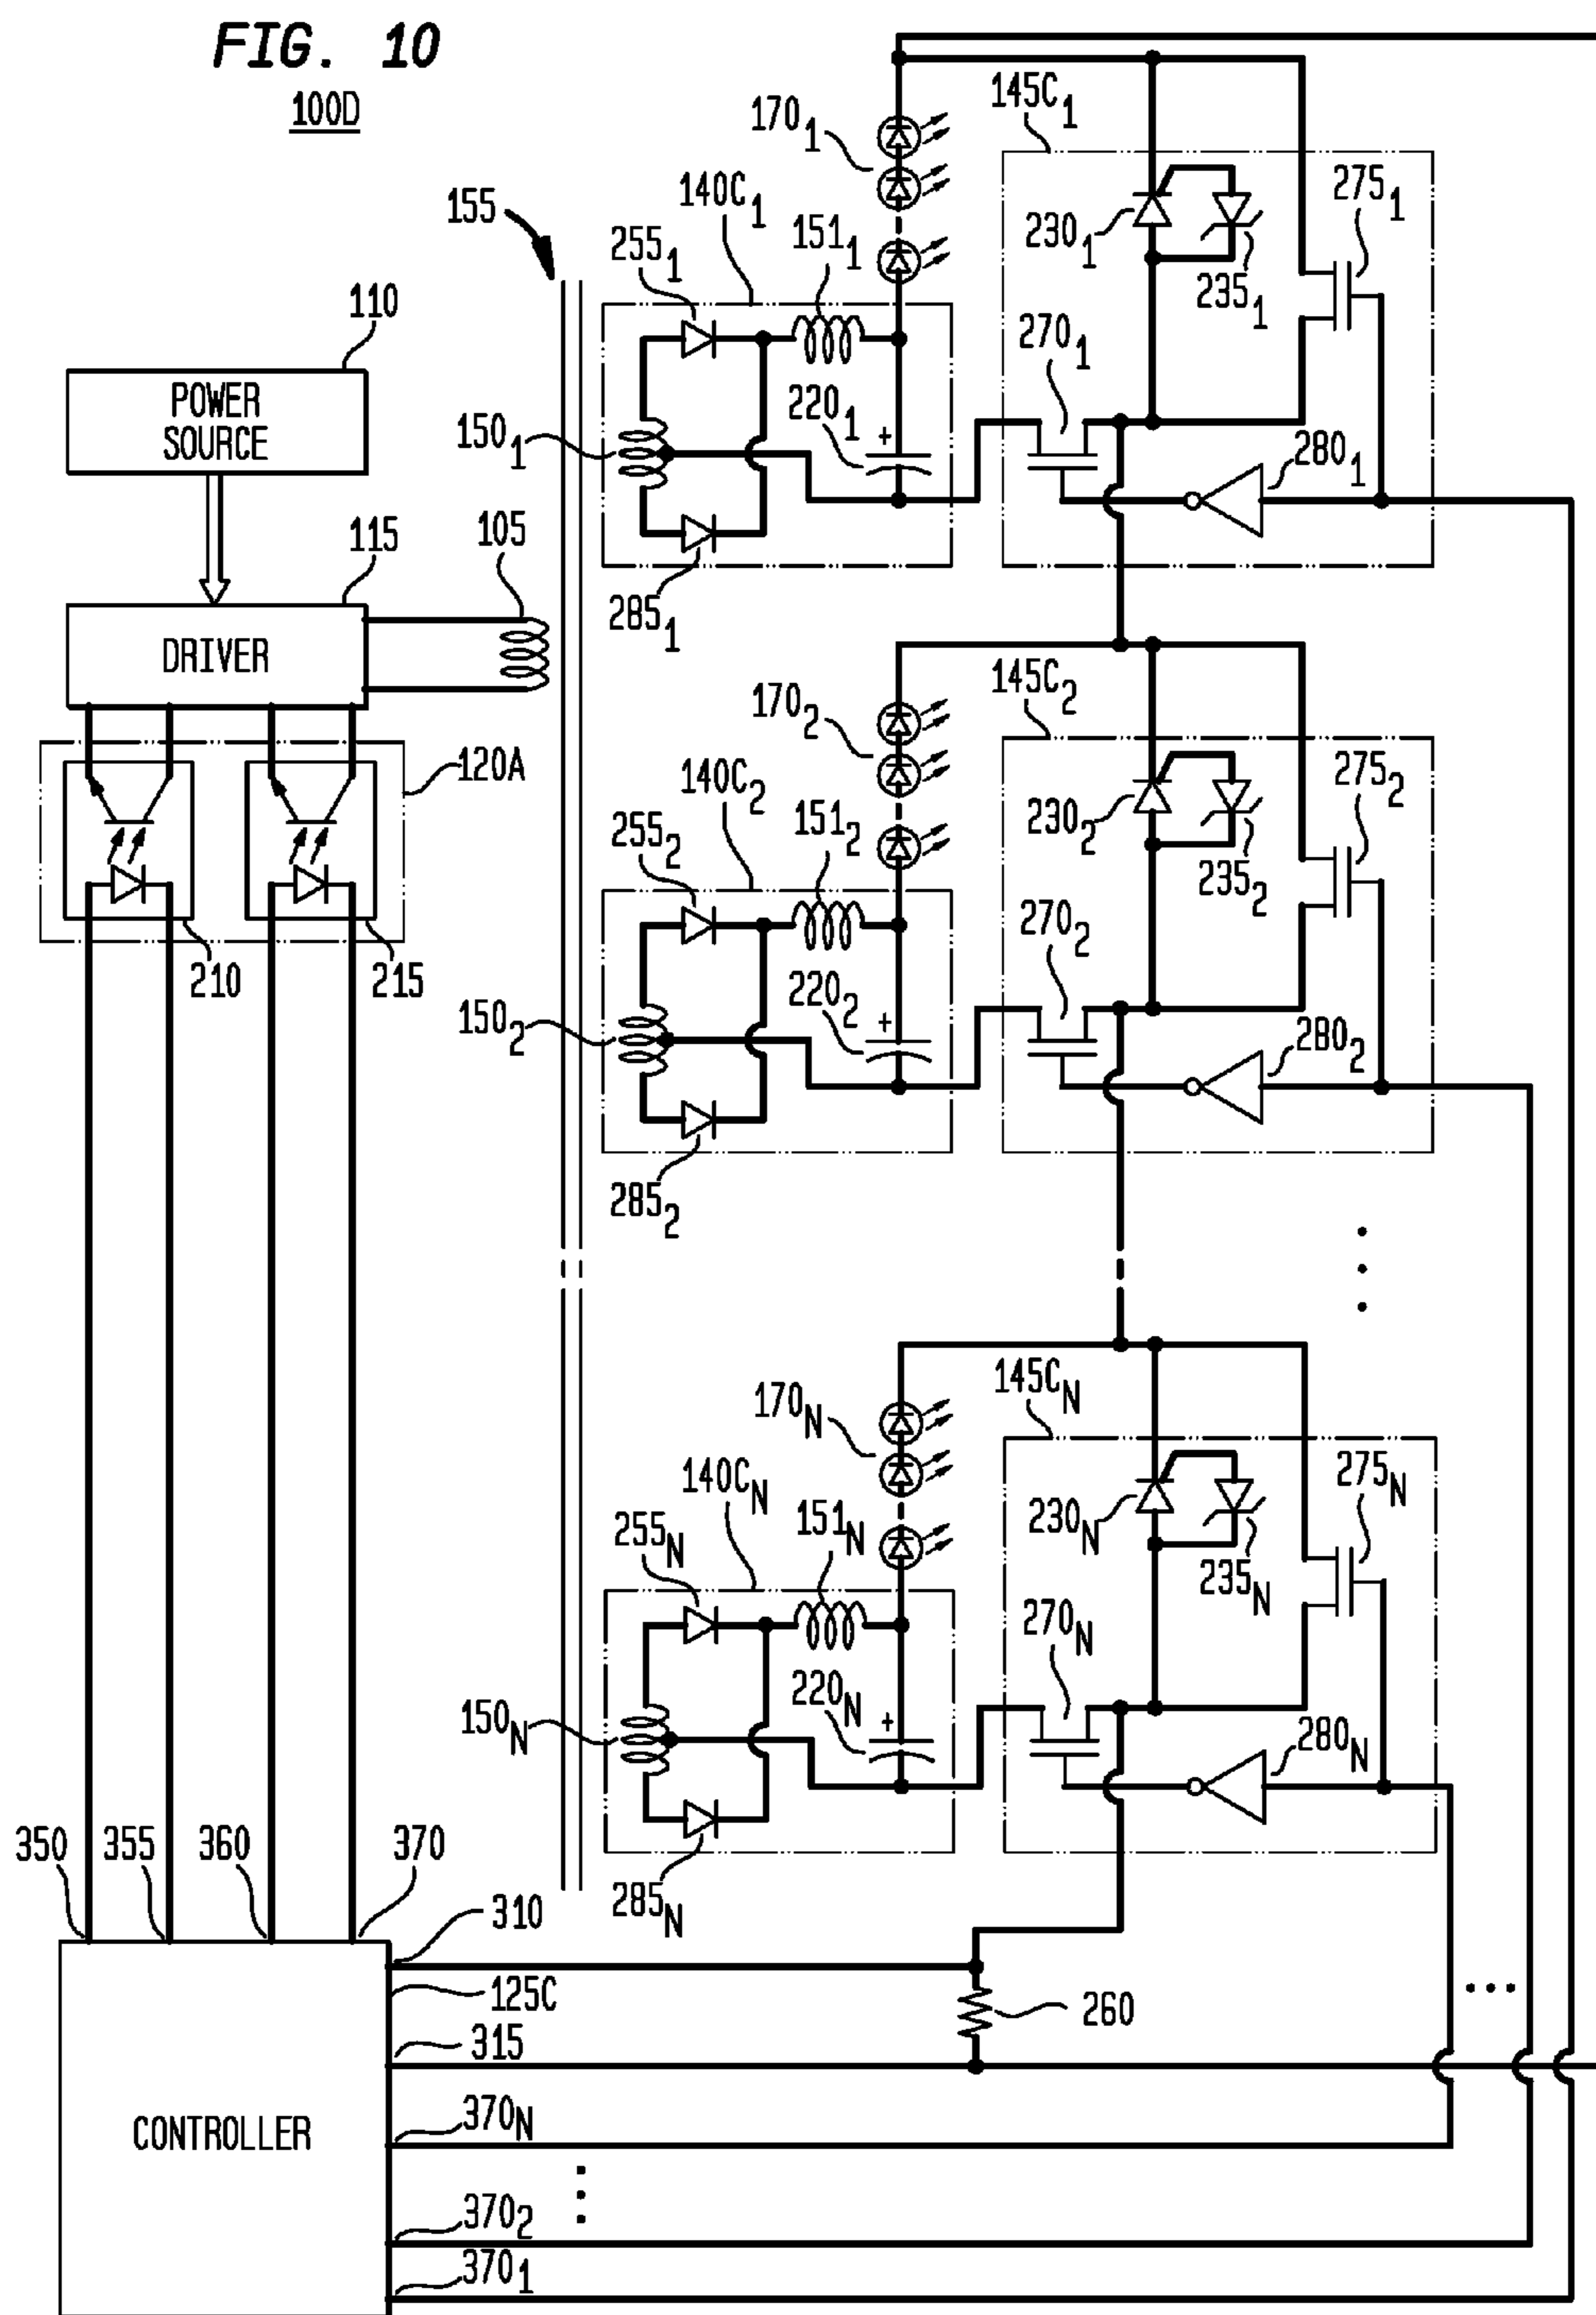 FIG. 10
100D
170₁
145C₁
155
140C₁
151₁
255₁
230₁
235₁
275₁
110
POWER
SOURCE
270₁
220₁
+
150₁
280₁
115
105
285₁
DRIVER
170₂
145C₂
120A
140C₂
151₂
255₂
230₂
235₂
275₂
210
215
270₂
220₂
+
150₂
280₂
285₂
170N
145CN
140CN
151N
255N
230N
235N
275N
270N
220N
+
150N
280N
285N
350
355
360
370
310
125C
260
315
CONTROLLER
370N
370₂
370₁